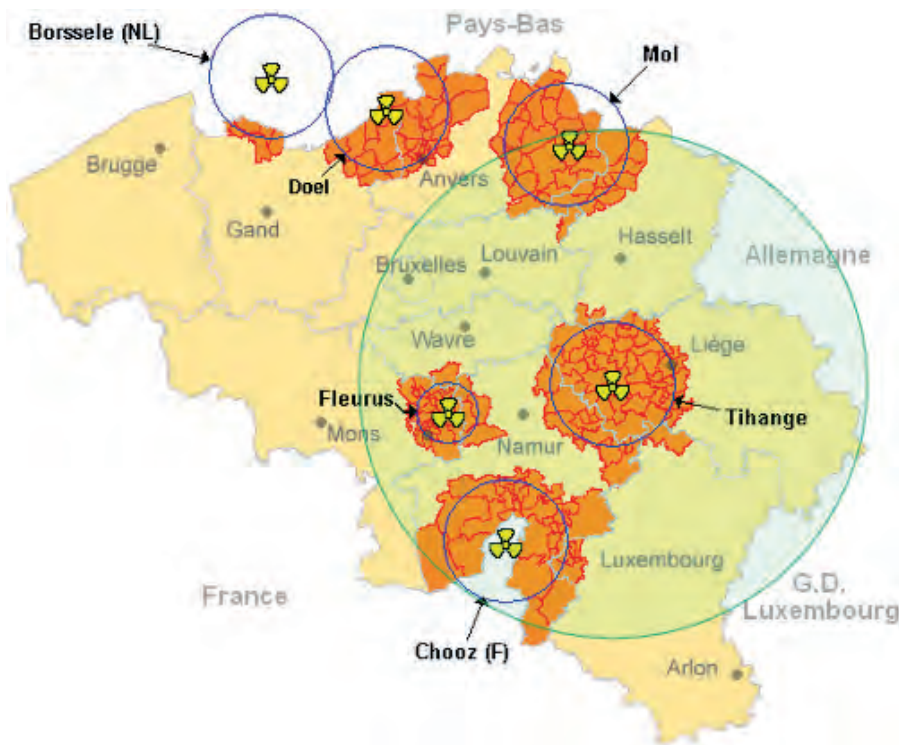 Pays-Bas
Borssele (NL)
Mol
Brugge
Doel
Anvers
Gand
Hasselt
Louvain
Bruxelles
Allemagne
Wavre
Liége
Fleurus
Mons
Namur
Tihange
Luxembourg
France
G.D.
Luxembourg
Chooz (F)
Arlon